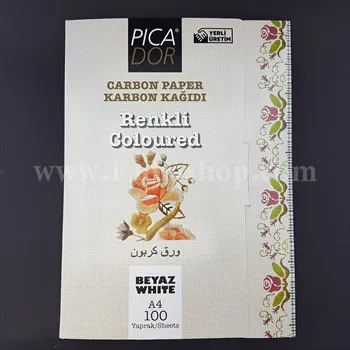 PICA
DOR
YERLİ
ÜRETİM
CARBON PAPER
KARBON KAĞIDI
Renkli
Coloured
ورق كربون
BEYAZ
WHITE
A4
100
Yaprak/Sheets